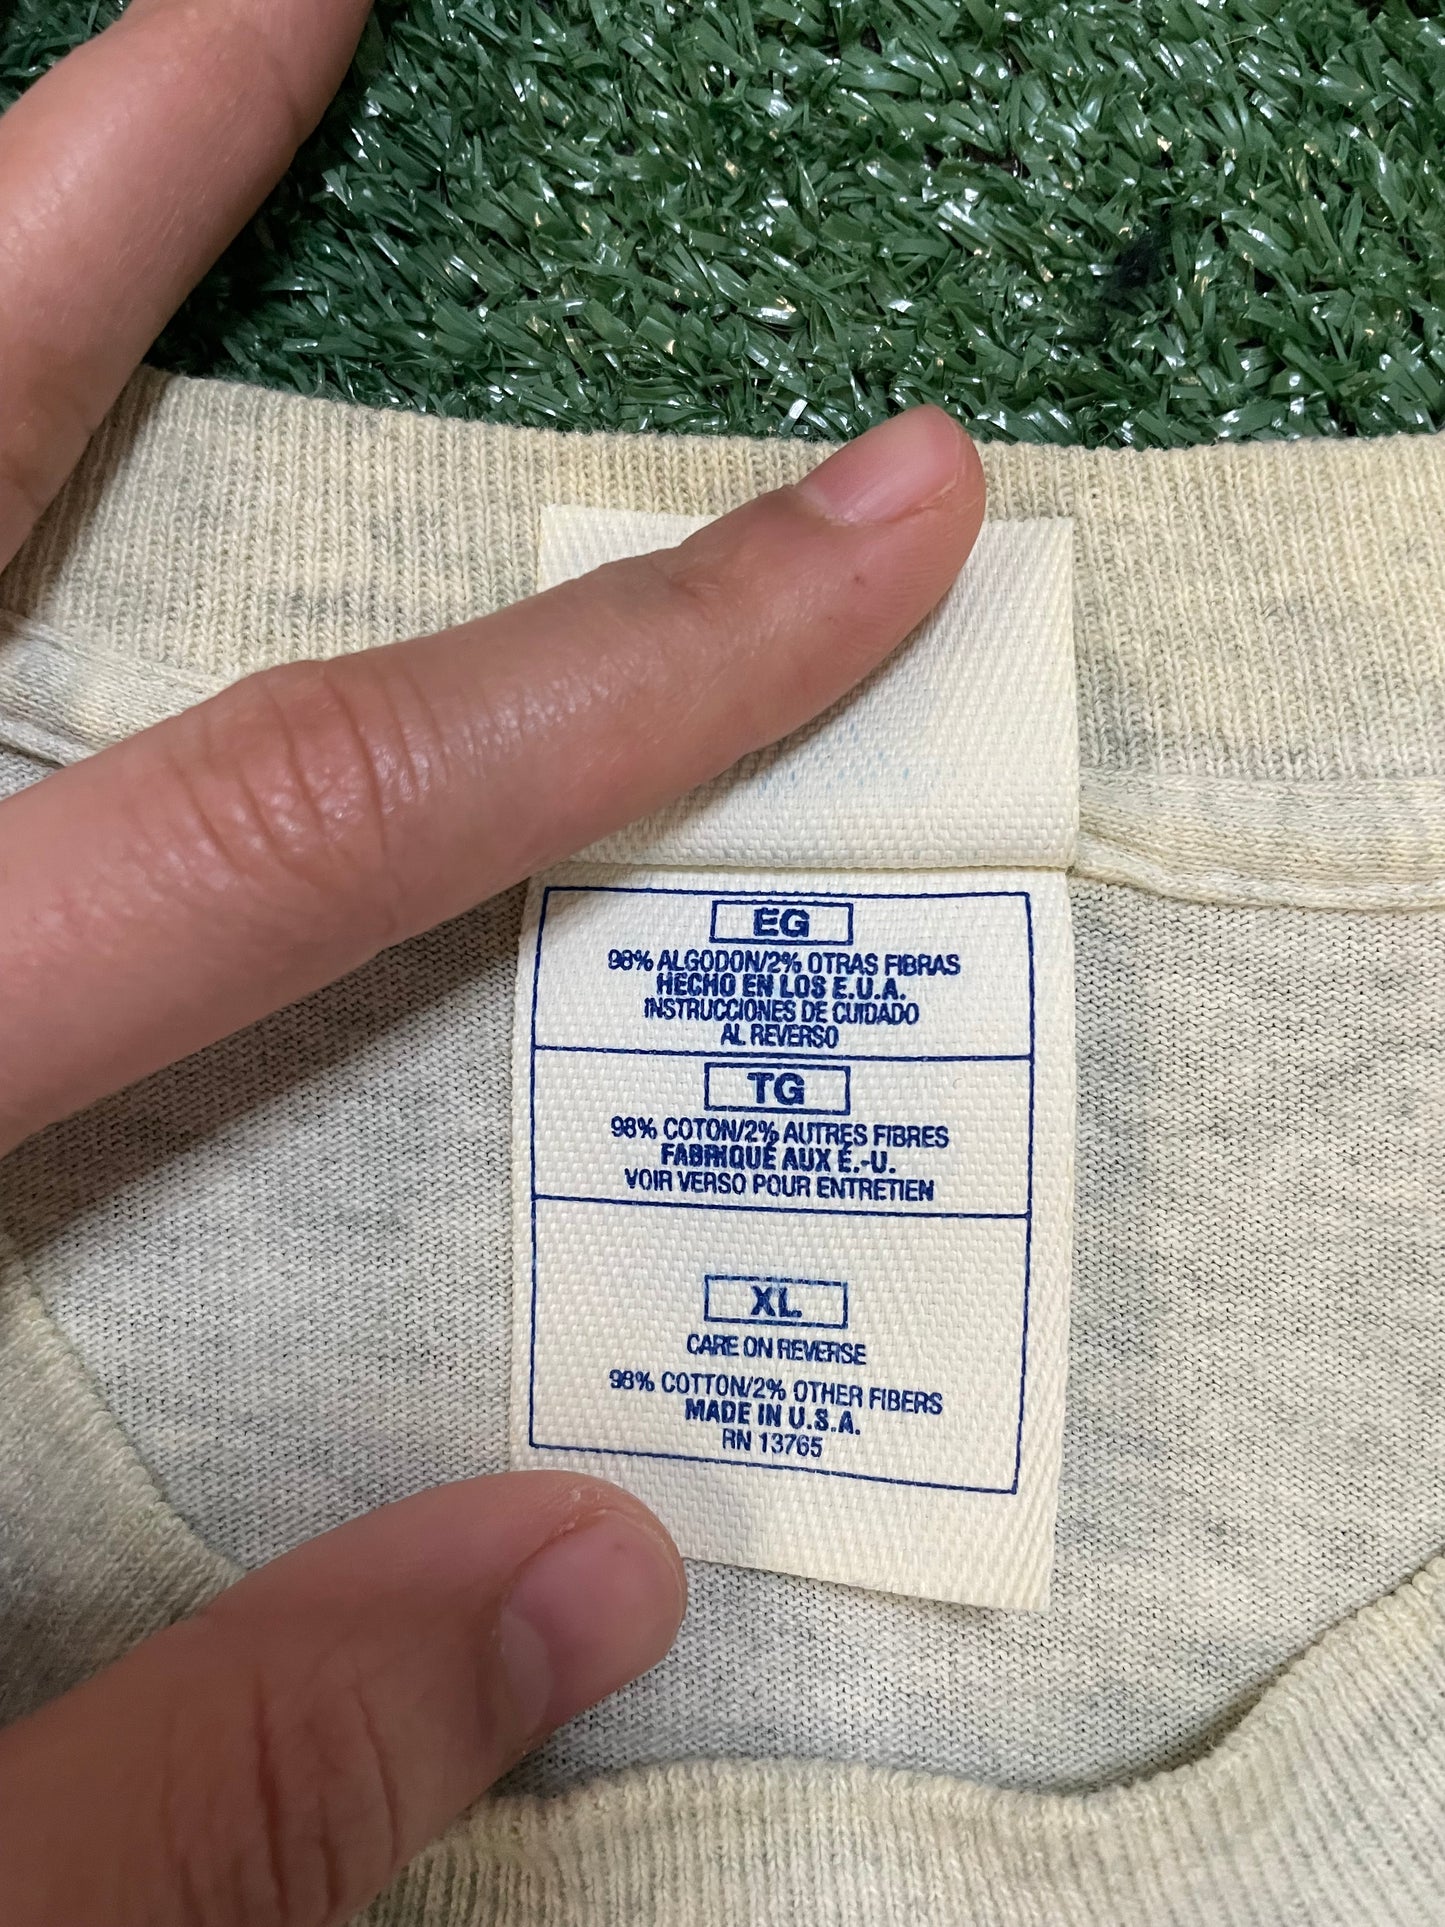 EG
98% ALGODON/2% OTRAS FIBRAS
HECHO EN LOS E.U.A.
INSTRUCCIONES DE CUIDADO
AL REVERSO
TG
98% COTON/2% AUTRES FIBRES
FABRIQUÉ AUX É.-U.
VOIR VERSO POUR ENTRETIEN
XL
CARE ON REVERSE
98% COTTON/2% OTHER FIBERS
MADE IN U.S.A.
RN 13765